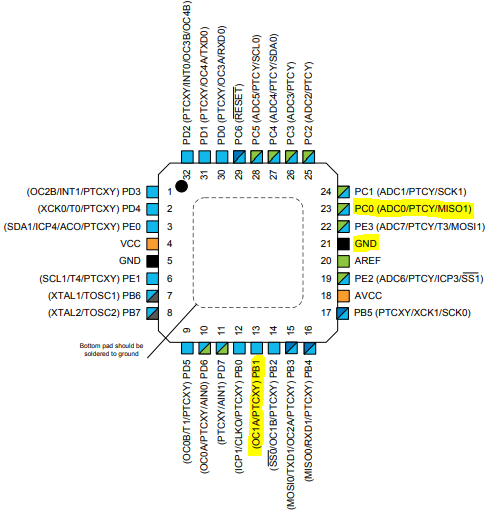 PD2 (PTCXY/INT0/OC3B/OC4B)
PD1 (PTCXY/OC4A/TXD0)
PD0 (PTCXY/OC3A/RXD0)
PC6 (RESET)
PC5 (ADC5/PTCY/SCL0)
PC4 (ADC4/PTCY/SDA0)
PC3 (ADC3/PTCY)
PC2 (ADC2/PTCY)
32
31
30
29
28
27
26
25
(OC2B/INT1/PTCXY) PD3
1
(XCK0/T0/PTCXY) PD4
2
(SDA1/ICP4/ACO/PTCXY) PE0
3
VCC
4
GND
5
(SCL1/T4/PTCXY) PE1
6
(XTAL1/TOSC1) PB6
7
(XTAL2/TOSC2) PB7
8
24
PC1 (ADC1/PTCY/SCK1)
23
PC0 (ADC0/PTCY/MISO1)
22
PE3 (ADC7/PTCY/T3/MOSI1)
21
GND
20
AREF
19
PE2 (ADC6/PTCY/ICP3/SS1)
18
AVCC
17
PB5 (PTCXY/XCK1/SCK0)
Bottom pad should be
soldered to ground
9
10
11
12
13
14
15
16
(OC0B/T1/PTCXY) PD5
(OC0A/PTCXY/AIN0) PD6
(PTCXY/AIN1) PD7
(ICP1/CLKO/PTCXY) PB0
(OC1A/PTCXY) PB1
(SS0/OC1B/PTCXY) PB2
(MOSI0/TXD1/OC2A/PTCXY) PB3
(MISO0/RXD1/PTCXY) PB4